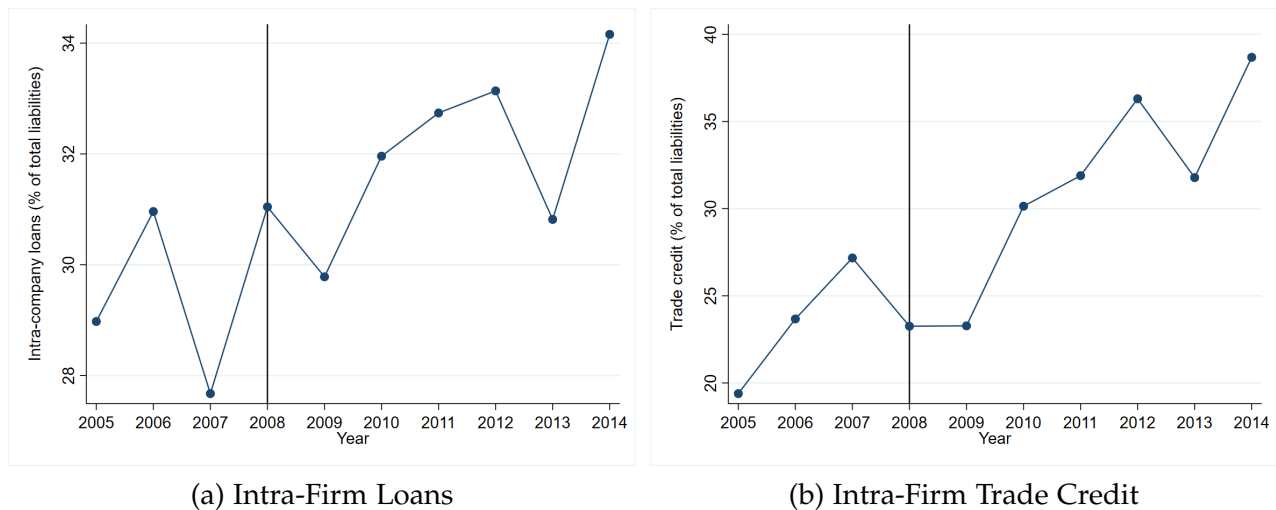 Intra-company loans (% of total liabilities)
34
32
30
28
2005 2006 2007 2008 2009 2010 2011 2012 2013 2014
Year
(a) Intra-Firm Loans
Trade credit (% of total liabilities)
40
35
30
25
20
2005 2006 2007 2008 2009 2010 2011 2012 2013 2014
Year
(b) Intra-Firm Trade Credit